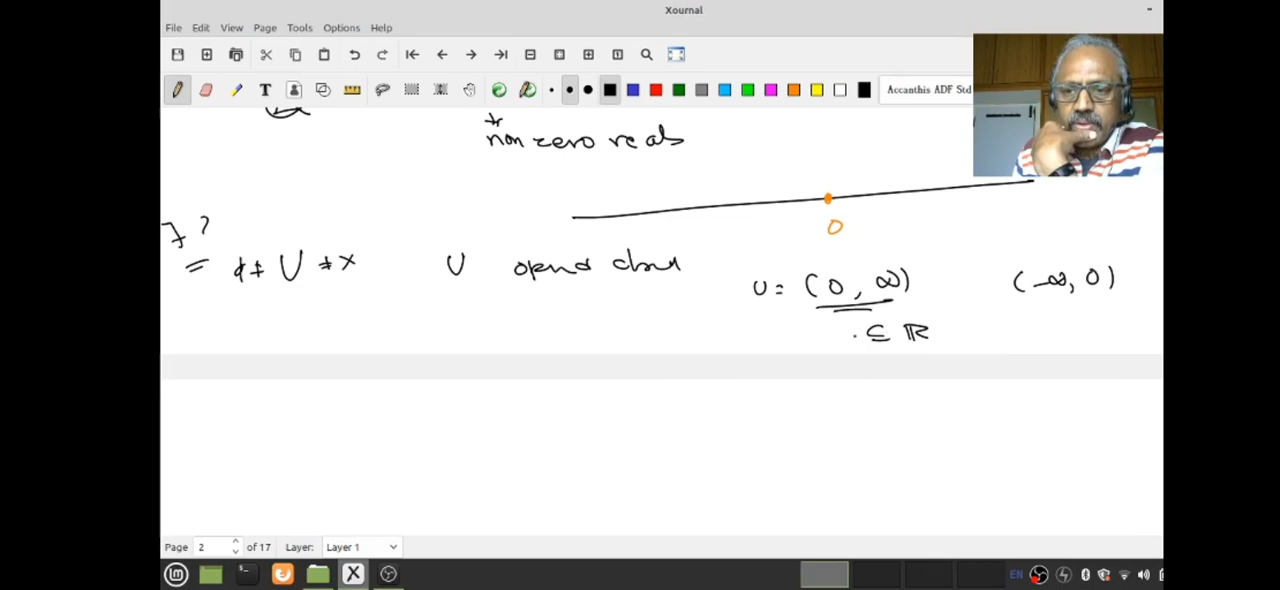 Xournal
File Edit View Page Tools Options Help
Accanthis ADF Std
*
non zero reals
0
?
= ϕ ≠ U ≠ X U open & closed U = (0, ∞) (-∞, 0)
. ⊆ ℝ
Page 2 of 17 Layer: Layer 1
EN